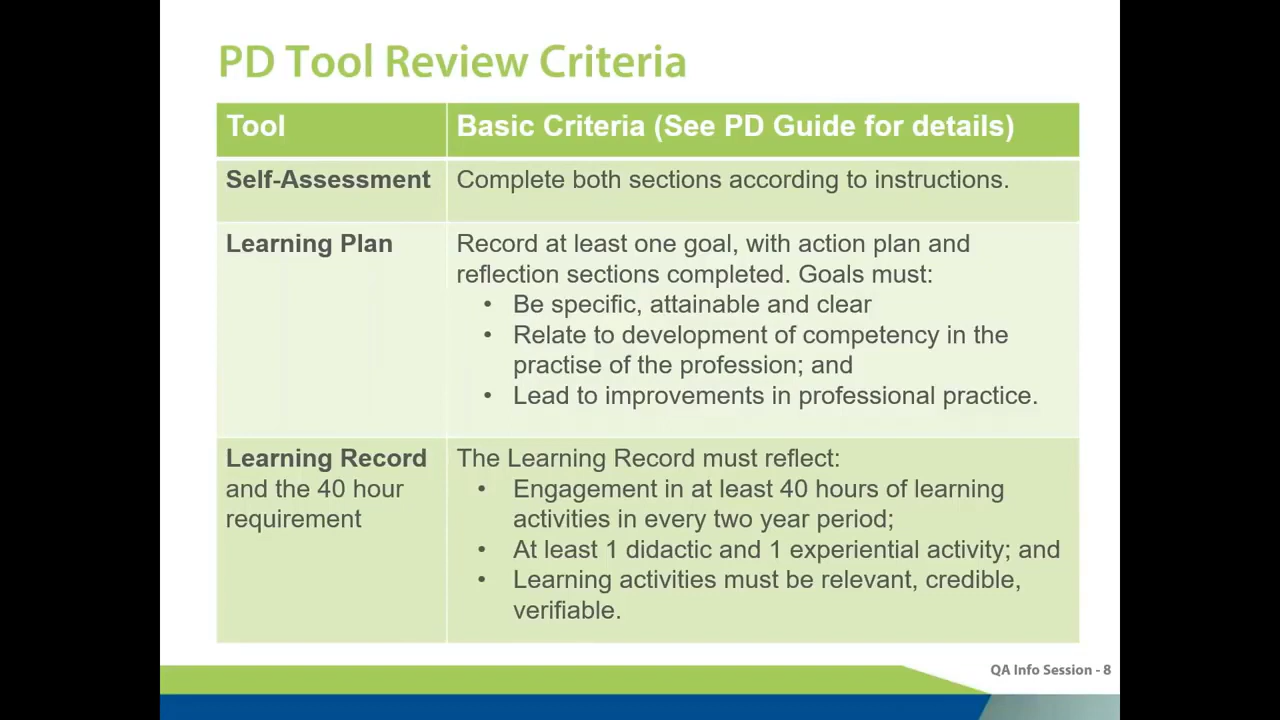 PD Tool Review Criteria
Tool
Basic Criteria (See PD Guide for details)
Self-Assessment
Complete both sections according to instructions.
Learning Plan
Record at least one goal, with action plan and
reflection sections completed. Goals must:
• Be specific, attainable and clear
• Relate to development of competency in the
practise of the profession; and
• Lead to improvements in professional practice.
Learning Record
and the 40 hour
requirement
The Learning Record must reflect:
• Engagement in at least 40 hours of learning
activities in every two year period;
• At least 1 didactic and 1 experiential activity; and
• Learning activities must be relevant, credible,
verifiable.
QA Info Session - 8